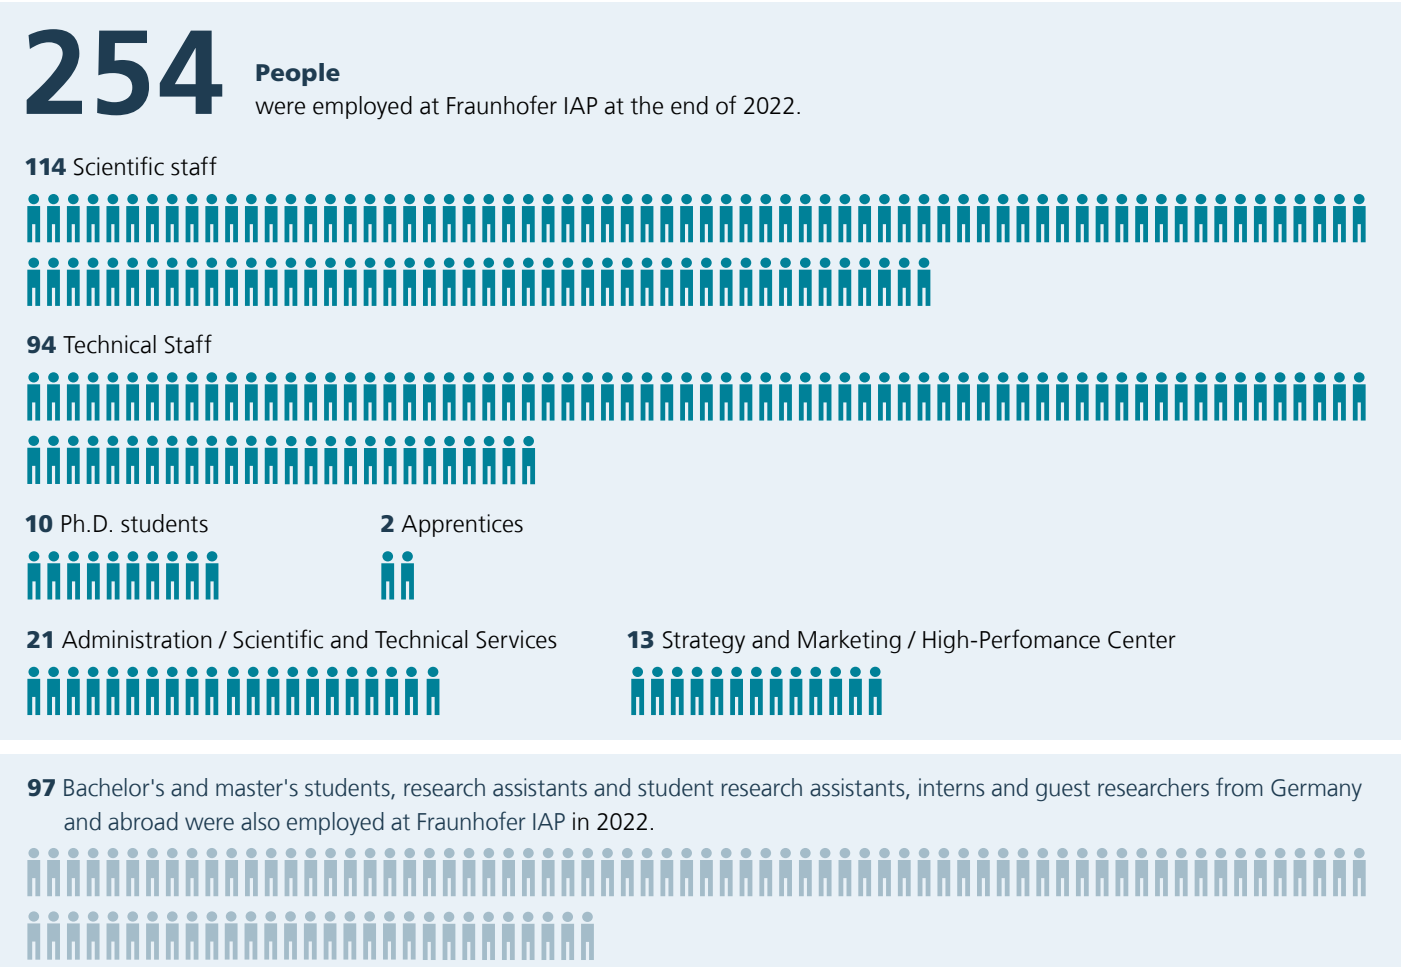 254
People
were employed at Fraunhofer IAP at the end of 2022.
114 Scientific staff
94 Technical Staff
10 Ph.D. students
2 Apprentices
21 Administration / Scientific and Technical Services
13 Strategy and Marketing / High-Perfomance Center
97 Bachelor's and master's students, research assistants and student research assistants, interns and guest researchers from Germany
and abroad were also employed at Fraunhofer IAP in 2022.